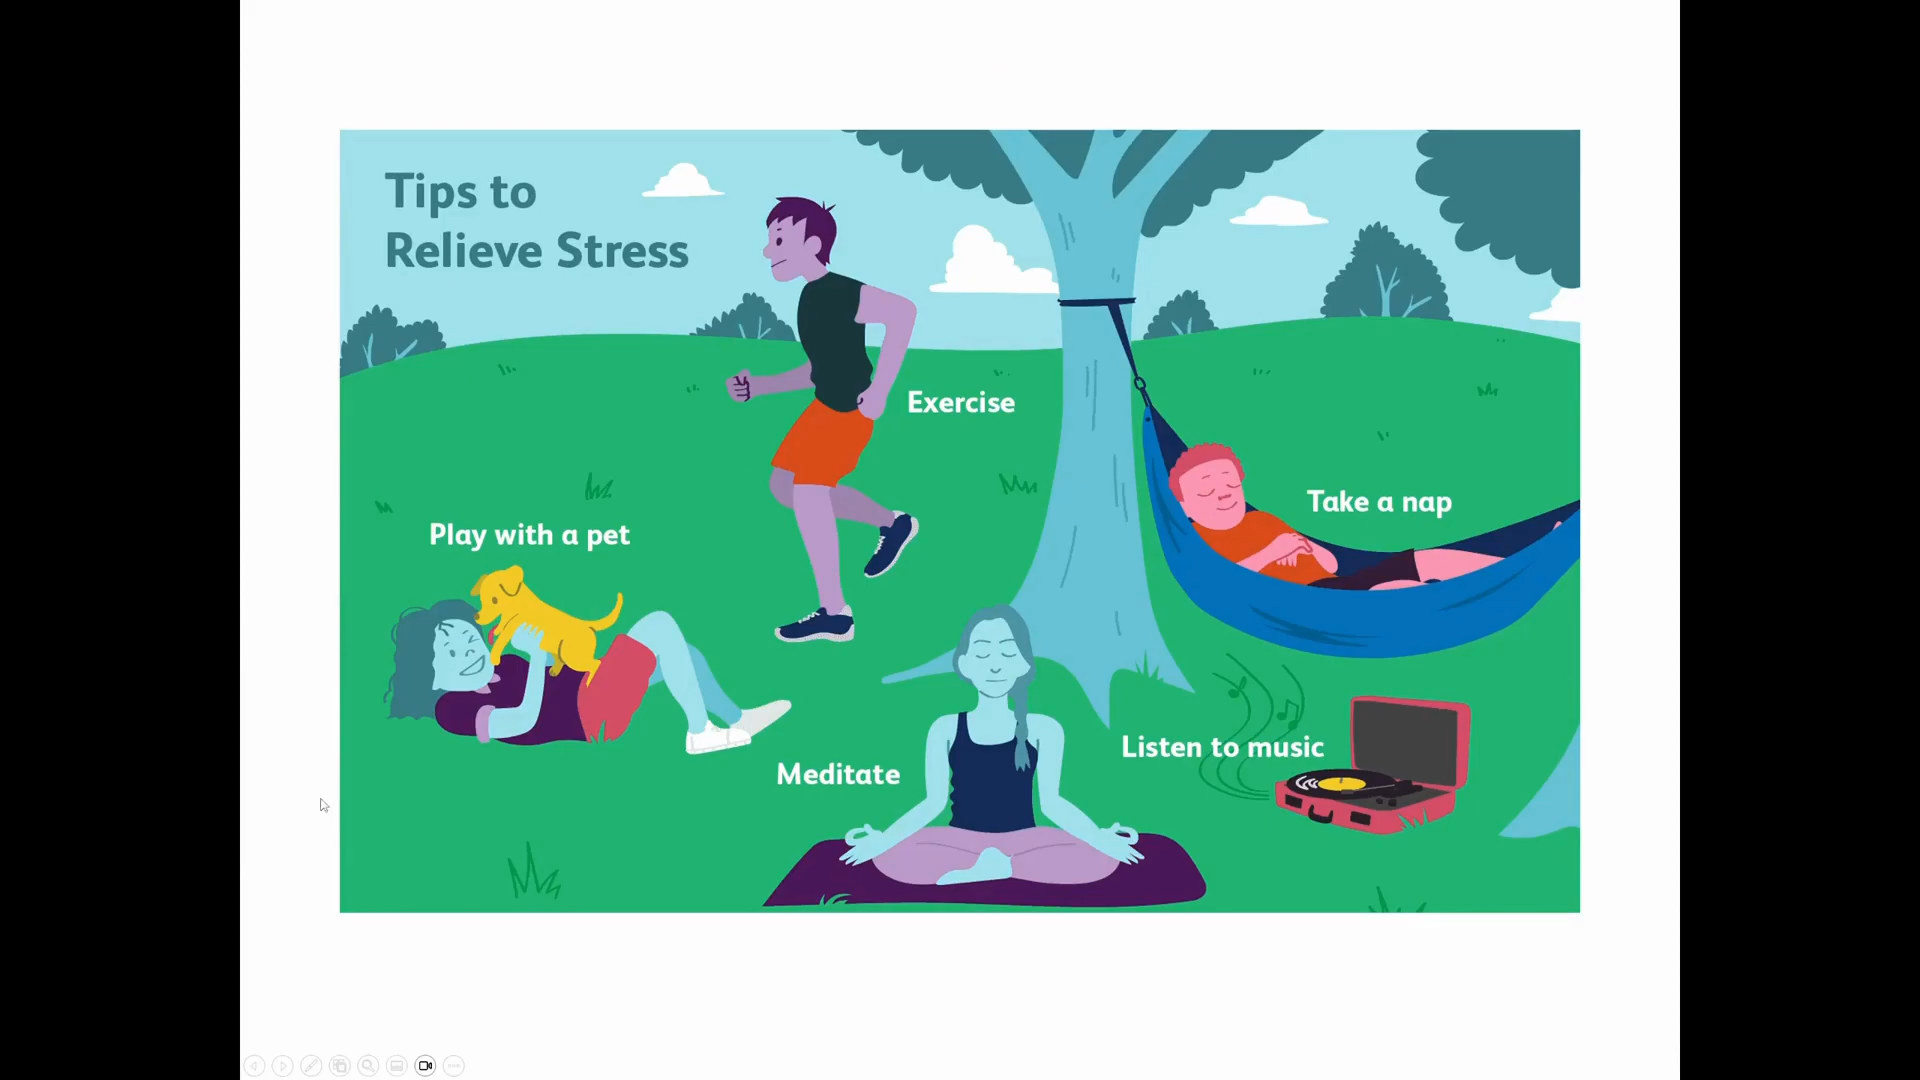 Tips to
Relieve Stress
Exercise
Take a nap
Play with a pet
Listen to music
Meditate